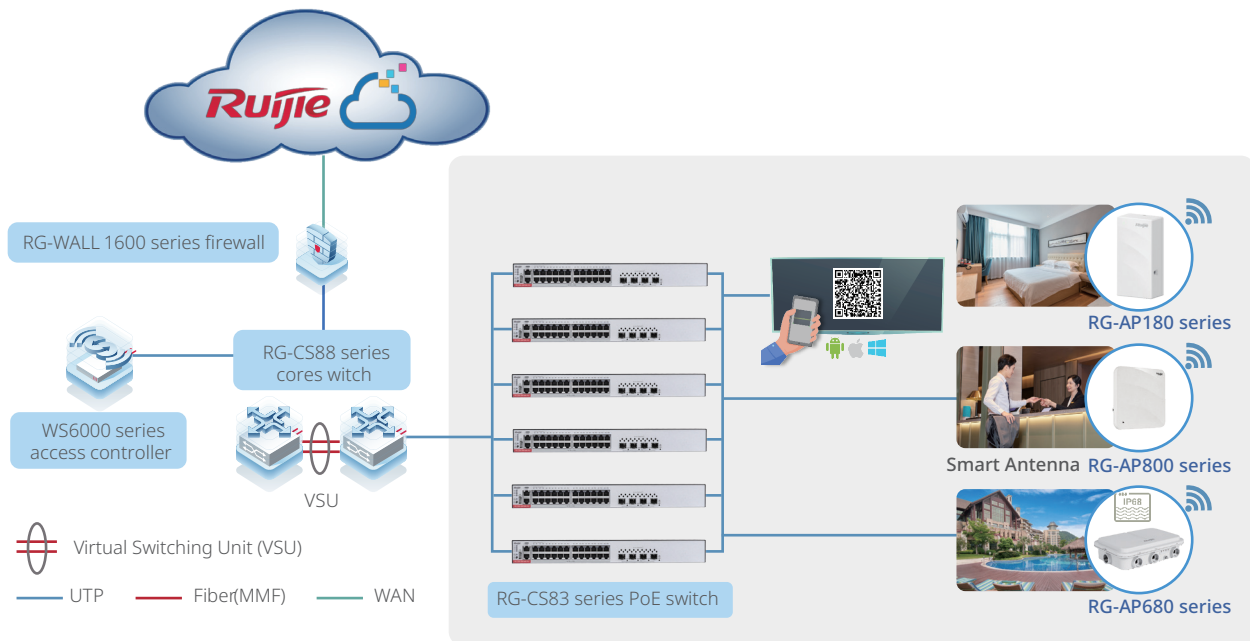 Ruijie
RG-WALL 1600 series firewall
RG-CS88 series
cores witch
WS6000 series
access controller
VSU
Virtual Switching Unit (VSU)
UTP
Fiber(MMF)
WAN
RG-CS83 series PoE switch
RG-AP180 series
Smart Antenna
RG-AP800 series
IP68
RG-AP680 series